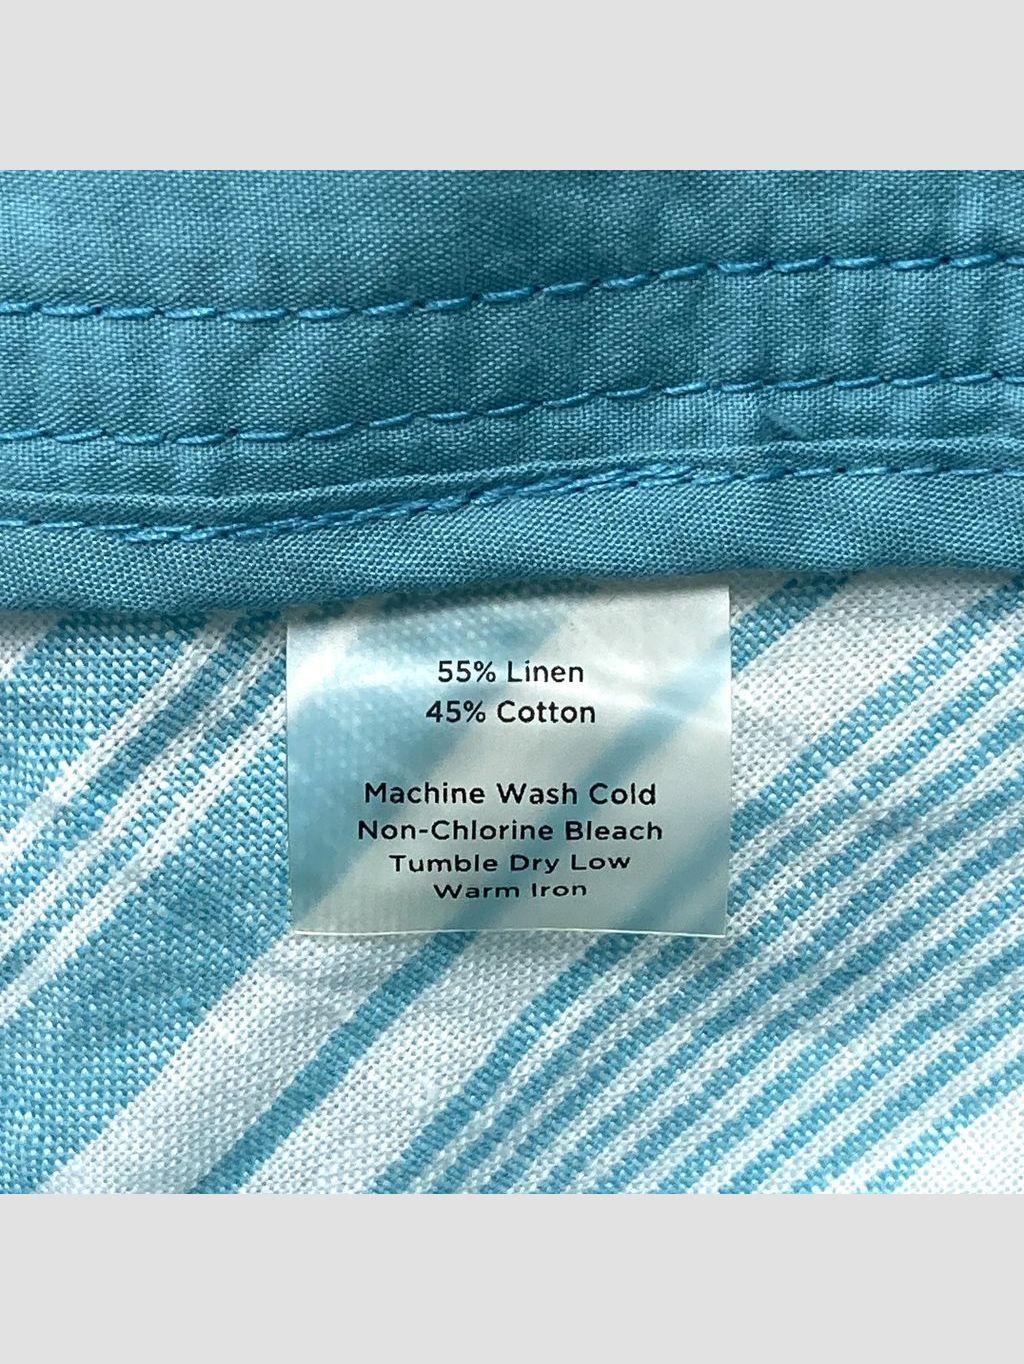 55% Linen
45% Cotton
Machine Wash Cold
Non-Chlorine Bleach
Tumble Dry Low
Warm Iron